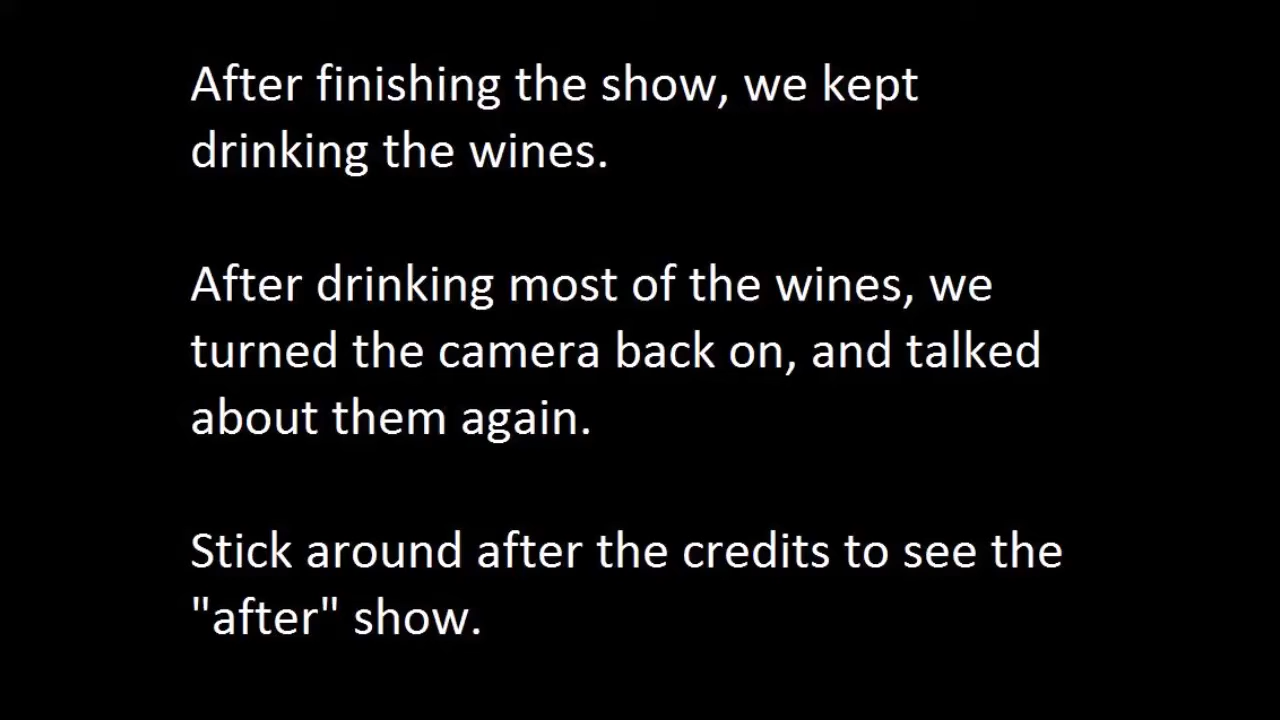 After finishing the show, we kept
drinking the wines.
After drinking most of the wines, we
turned the camera back on, and talked
about them again.
Stick around after the credits to see the
"after" show.